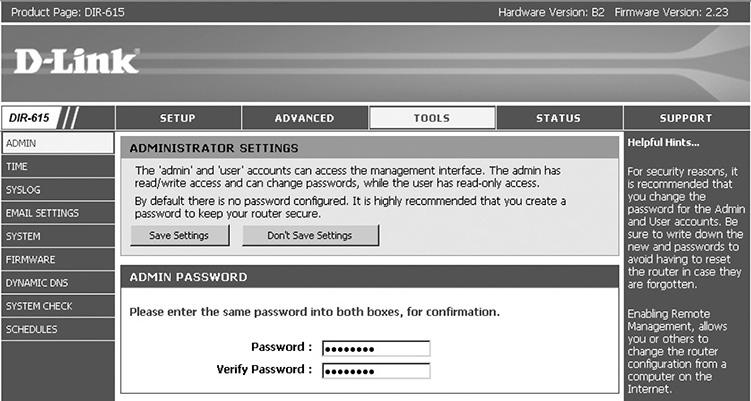 Product Page: DIR-615
Hardware Version: B2 Firmware Version: 2.23
D-Link
DIR-615
SETUP
ADVANCED
TOOLS
STATUS
SUPPORT
ADMIN
TIME
SYSLOG
EMAIL SETTINGS
SYSTEM
FIRMWARE
DYNAMIC DNS
SYSTEM CHECK
SCHEDULES
ADMINISTRATOR SETTINGS
The 'admin' and 'user' accounts can access the management interface. The admin has
read/write access and can change passwords, while the user has read-only access.
By default there is no password configured. It is highly recommended that you create a
password to keep your router secure.
Save Settings
Don't Save Settings
ADMIN PASSWORD
Please enter the same password into both boxes, for confirmation.
Password : ••••••••
Verify Password : ••••••••
Helpful Hints...
For security reasons, it
is recommended that
you change the
password for the Admin
and User accounts. Be
sure to write down the
new and passwords to
avoid having to reset
the router in case they
are forgotten.
Enabling Remote
Management, allows
you or others to
change the router
configuration from a
computer on the
Internet.